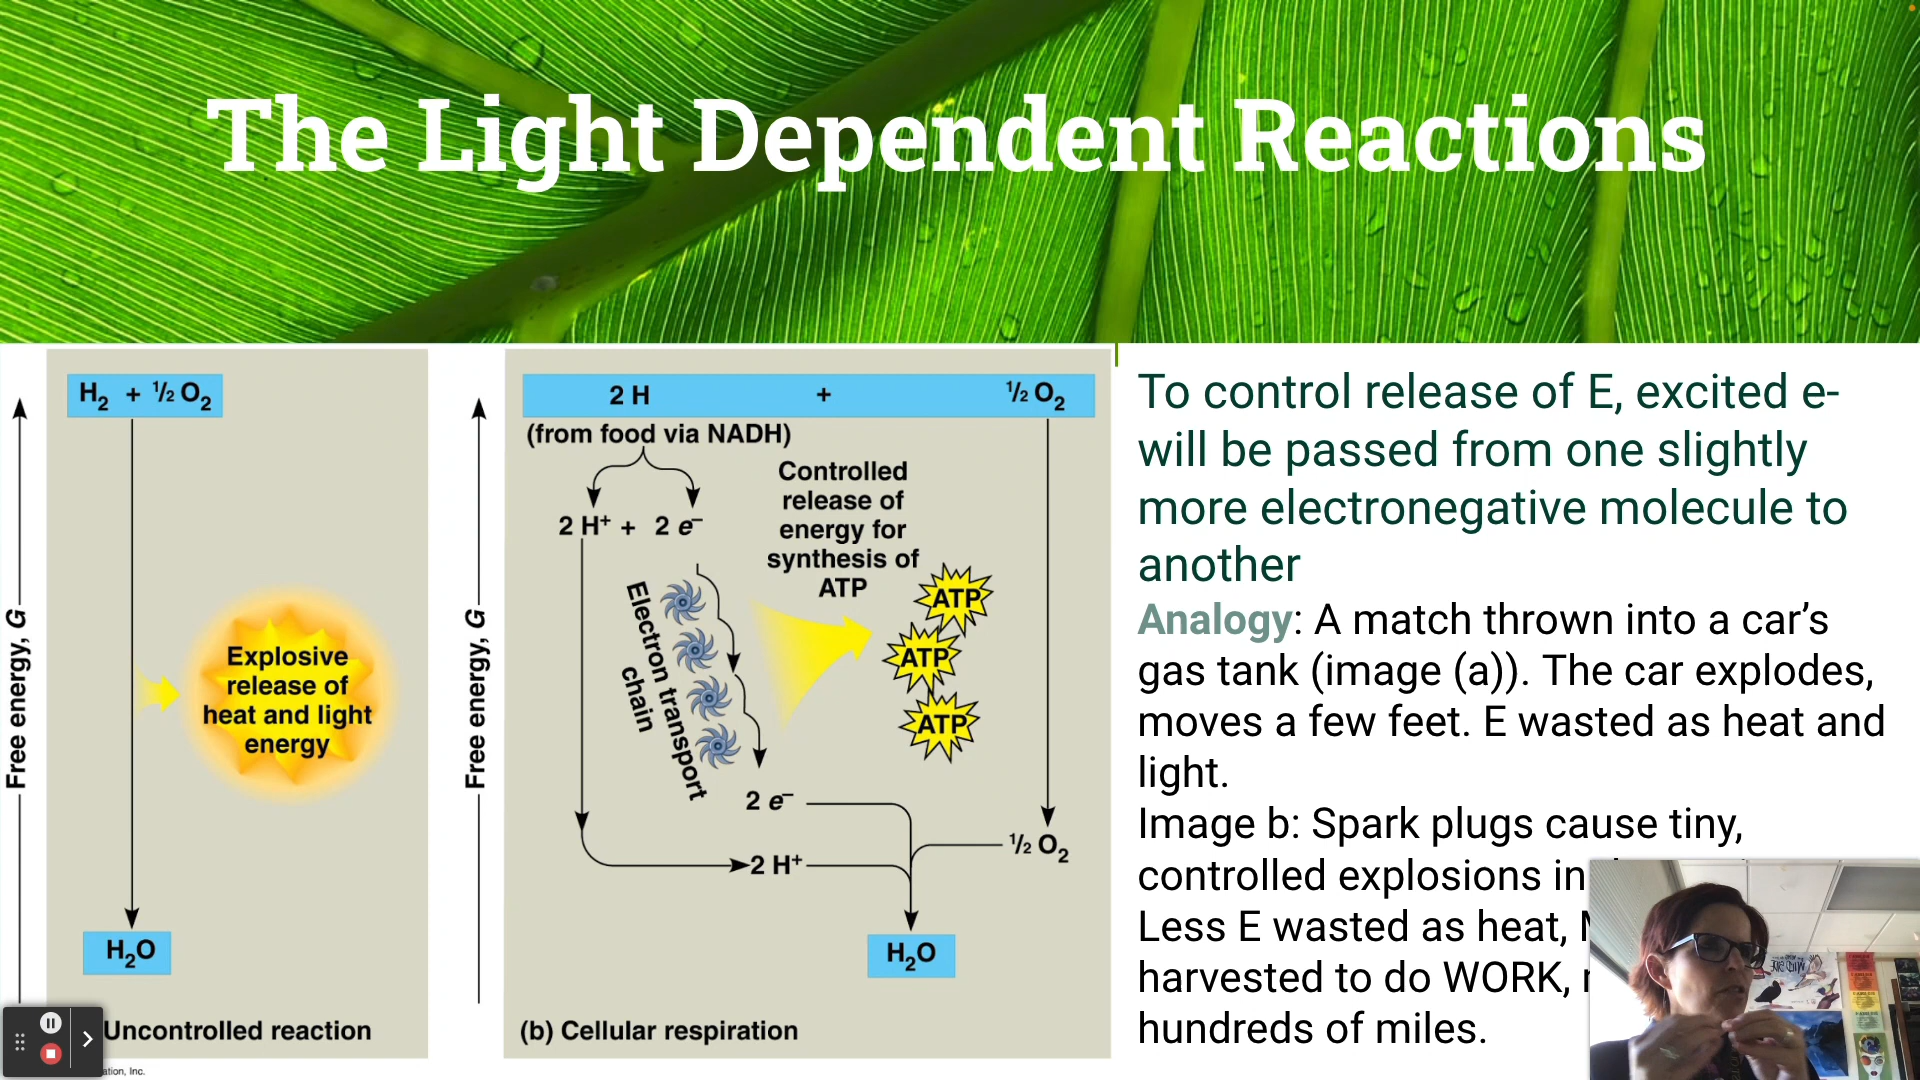 The Light Dependent Reactions
H₂ + ½ O₂
Free energy, G
Explosive
release of
heat and light
energy
H₂O
Uncontrolled reaction
2 H + ½ O₂
(from food via NADH)
Controlled
release of
energy for
synthesis of
ATP
2 H⁺ + 2 e⁻
Free energy, G
Electron transport
chain
ATP
ATP
ATP
2 e⁻
½ O₂
2 H⁺
H₂O
(b) Cellular respiration
To control release of E, excited e-
will be passed from one slightly
more electronegative molecule to
another
Analogy: A match thrown into a car’s
gas tank (image (a)). The car explodes,
moves a few feet. E wasted as heat and
light.
Image b: Spark plugs cause tiny,
controlled explosions in
Less E wasted as heat,
harvested to do WORK,
hundreds of miles.
Inc.